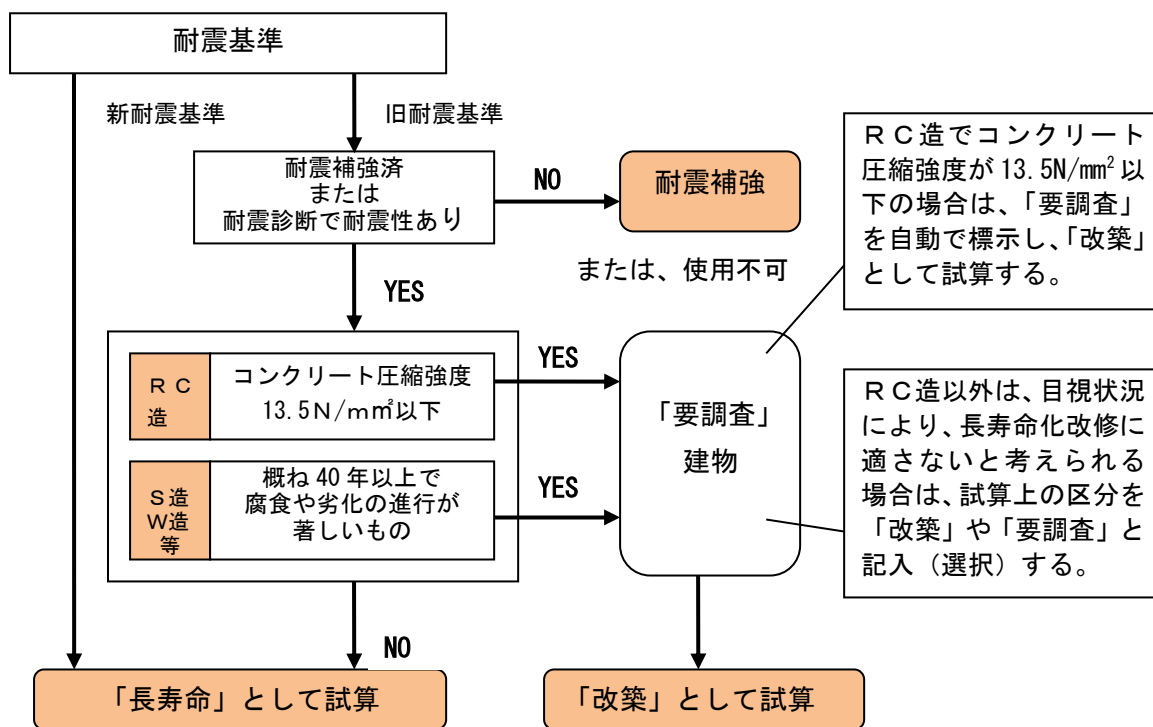 耐震基準
新耐震基準
旧耐震基準
耐震補強済
または
耐震診断で耐震性あり
NO
耐震補強
または、使用不可
YES
ＲＣ造でコンクリート
圧縮強度が 13.5N/mm² 以
下の場合は、「要調査」
を自動で標示し、「改築」
として試算する。
ＲＣ
造
コンクリート圧縮強度
13.5Ｎ/ｍ㎡以下
YES
Ｓ造
Ｗ造
等
概ね 40 年以上で
腐食や劣化の進行が
著しいもの
YES
「要調査」
建物
ＲＣ造以外は、目視状況
により、長寿命化改修に
適さないと考えられる
場合は、試算上の区分を
「改築」や「要調査」と
記入（選択）する。
NO
「長寿命」として試算
「改築」として試算